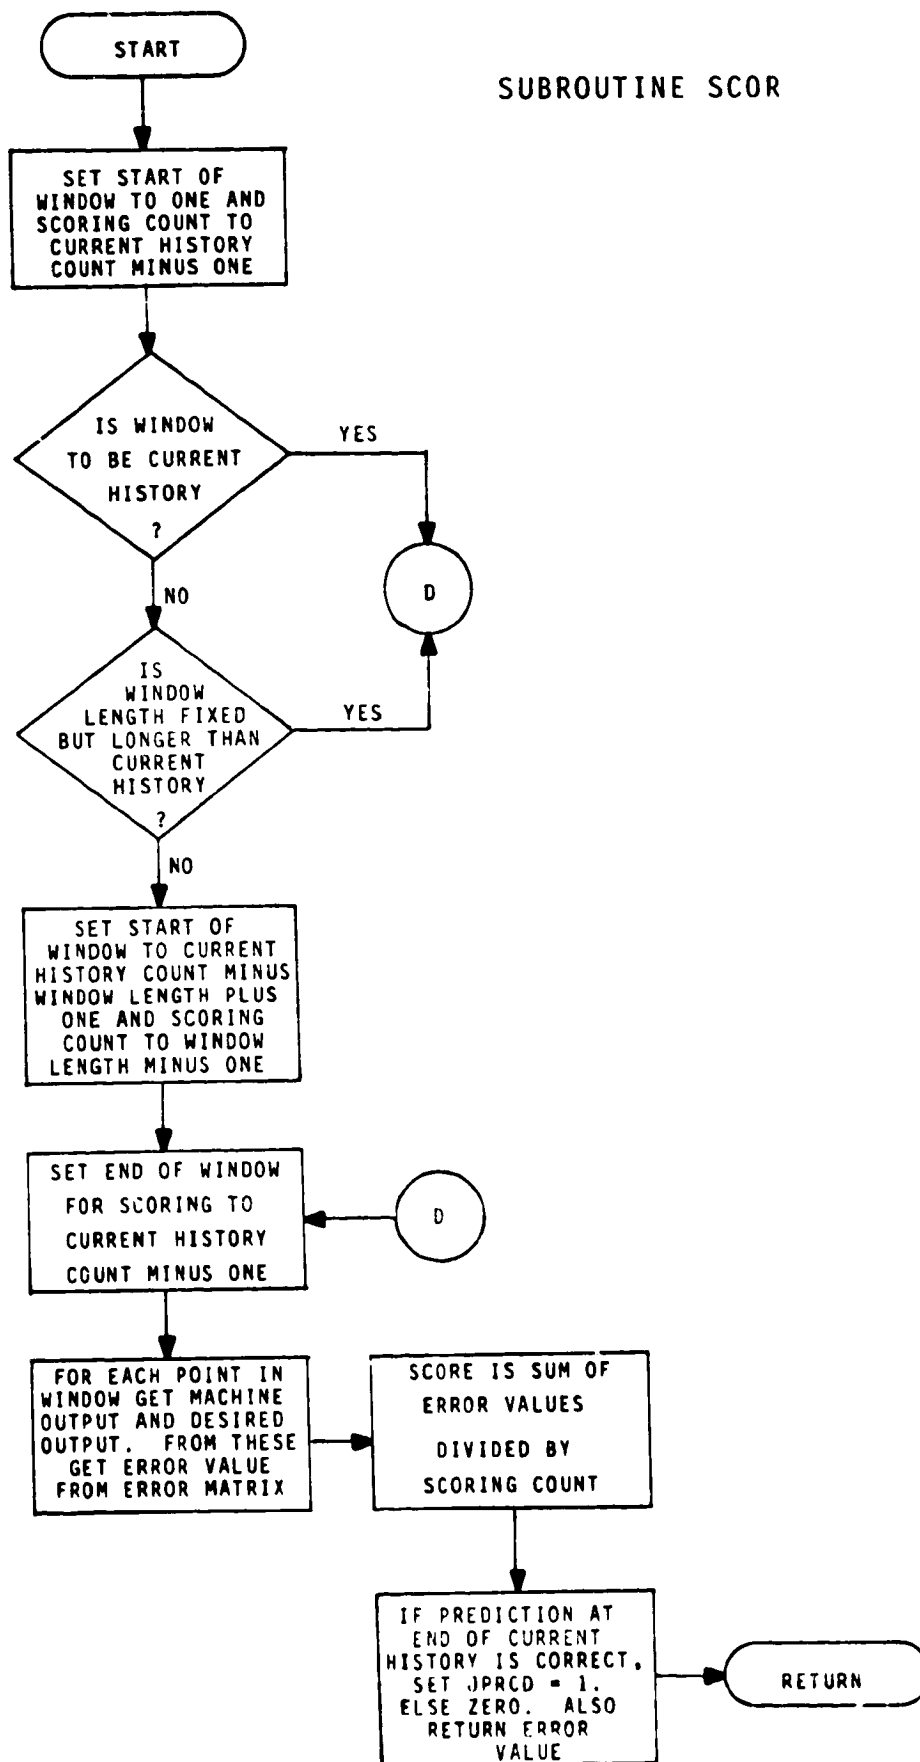 START
SUBROUTINE SCOR
SET START OF
WINDOW TO ONE AND
SCORING COUNT TO
CURRENT HISTORY
COUNT MINUS ONE
IS WINDOW
TO BE CURRENT
HISTORY
?
YES
D
NO
IS
WINDOW
LENGTH FIXED
BUT LONGER THAN
CURRENT
HISTORY
?
YES
NO
SET START OF
WINDOW TO CURRENT
HISTORY COUNT MINUS
WINDOW LENGTH PLUS
ONE AND SCORING
COUNT TO WINDOW
LENGTH MINUS ONE
SET END OF WINDOW
FOR SCORING TO
CURRENT HISTORY
COUNT MINUS ONE
D
FOR EACH POINT IN
WINDOW GET MACHINE
OUTPUT AND DESIRED
OUTPUT. FROM THESE
GET ERROR VALUE
FROM ERROR MATRIX
SCORE IS SUM OF
ERROR VALUES
DIVIDED BY
SCORING COUNT
IF PREDICTION AT
END OF CURRENT
HISTORY IS CORRECT,
SET JPRCD = 1.
ELSE ZERO. ALSO
RETURN ERROR
VALUE
RETURN